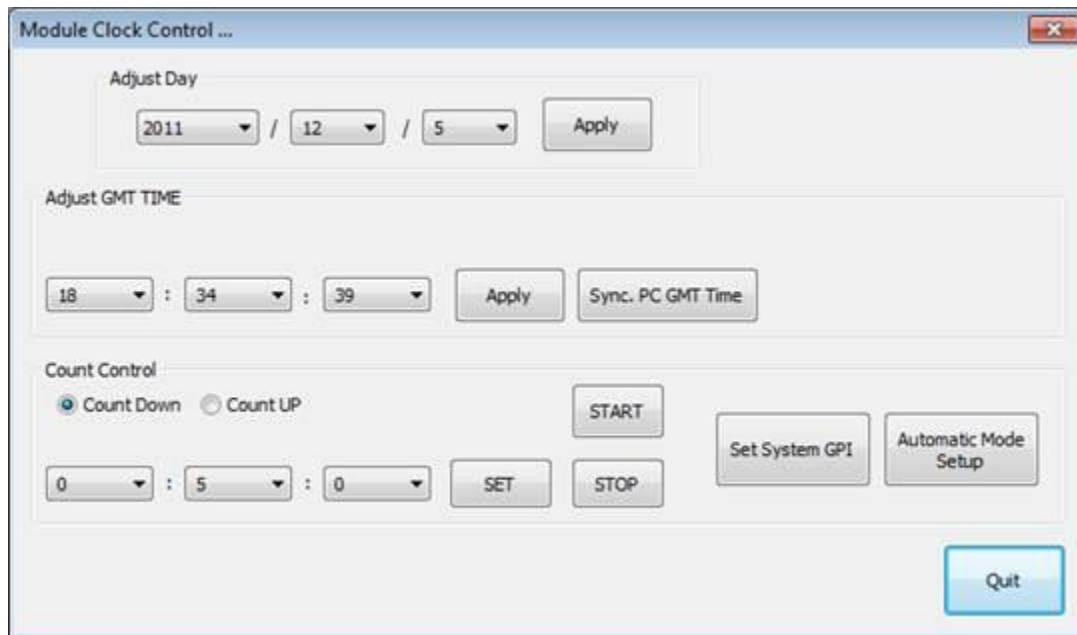 Module Clock Control ...
Adjust Day
2011 / 12 / 5 Apply
Adjust GMT TIME
18 : 34 : 39 Apply Sync. PC GMT Time
Count Control
Count Down Count UP
START
0 : 5 : 0 SET STOP
Set System GPI
Automatic Mode
Setup
Quit